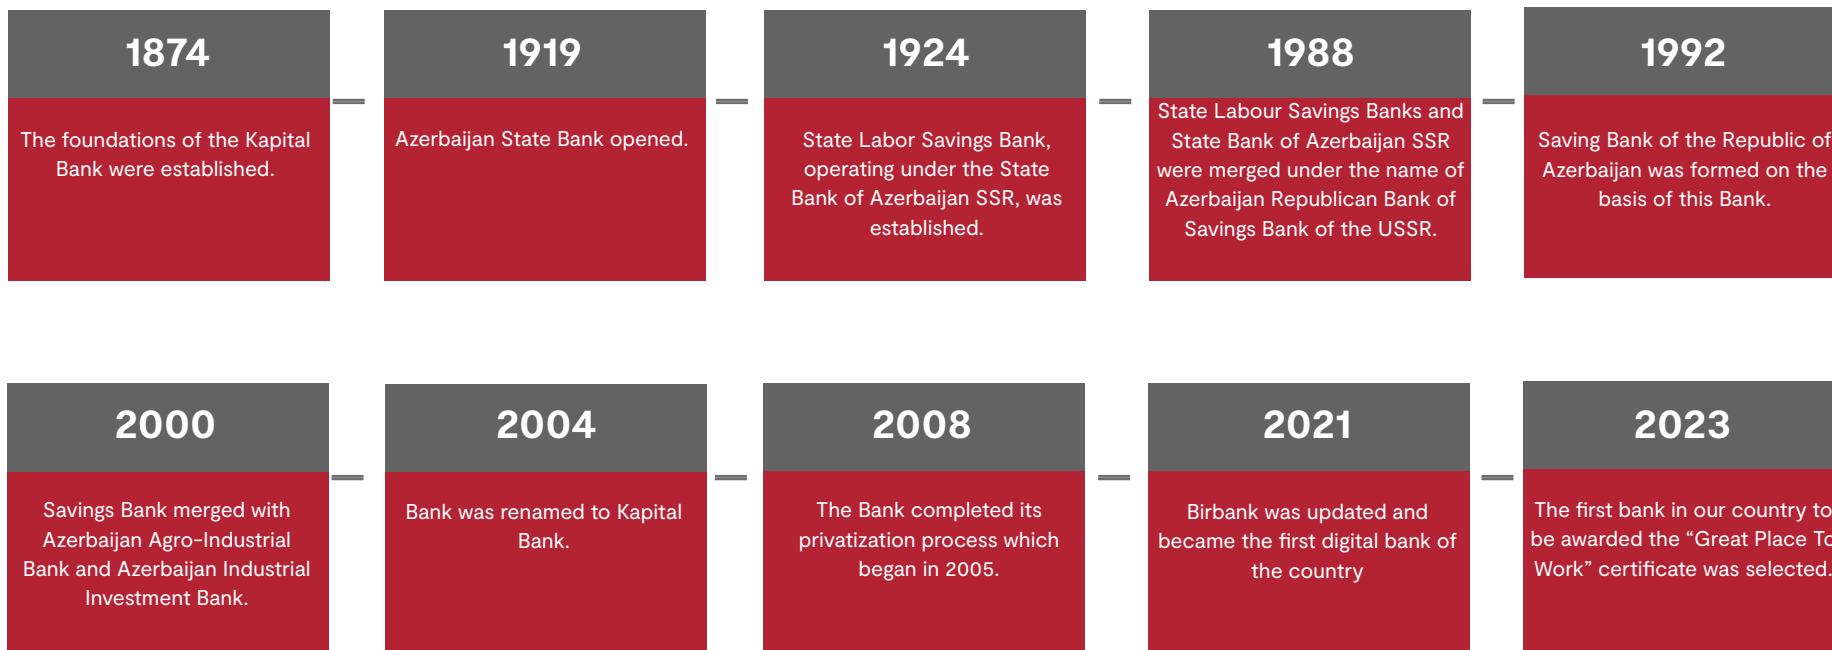 1874
The foundations of the Kapital
Bank were established.
1919
Azerbaijan State Bank opened.
1924
State Labor Savings Bank,
operating under the State
Bank of Azerbaijan SSR, was
established.
1988
State Labour Savings Banks and
State Bank of Azerbaijan SSR
were merged under the name of
Azerbaijan Republican Bank of
Savings Bank of the USSR.
1992
Saving Bank of the Republic of
Azerbaijan was formed on the
basis of this Bank.
2000
Savings Bank merged with
Azerbaijan Agro-Industrial
Bank and Azerbaijan Industrial
Investment Bank.
2004
Bank was renamed to Kapital
Bank.
2008
The Bank completed its
privatization process which
began in 2005.
2021
Birbank was updated and
became the first digital bank of
the country
2023
The first bank in our country to
be awarded the “Great Place To
Work” certificate was selected.